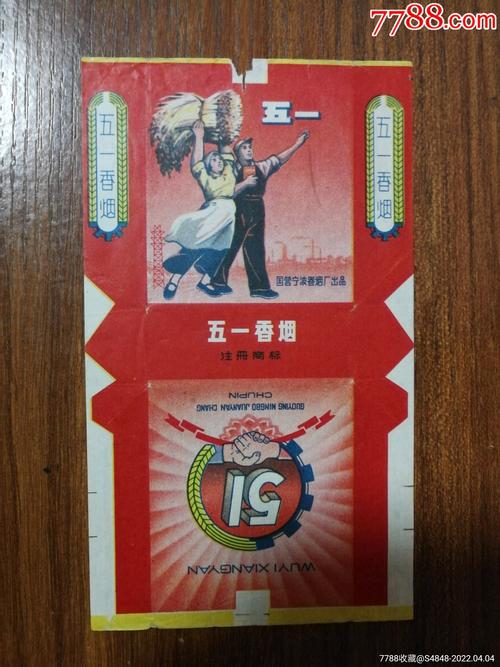 7788.com
五一
五一香烟
五一香烟
国营宁波卷烟厂出品
五一香烟
注册商标
GUOYING NINGBO JUANYAN CHANG
CHUPIN
51
WUYI XIANGYAN
7788收藏@S4848-2022.04.04